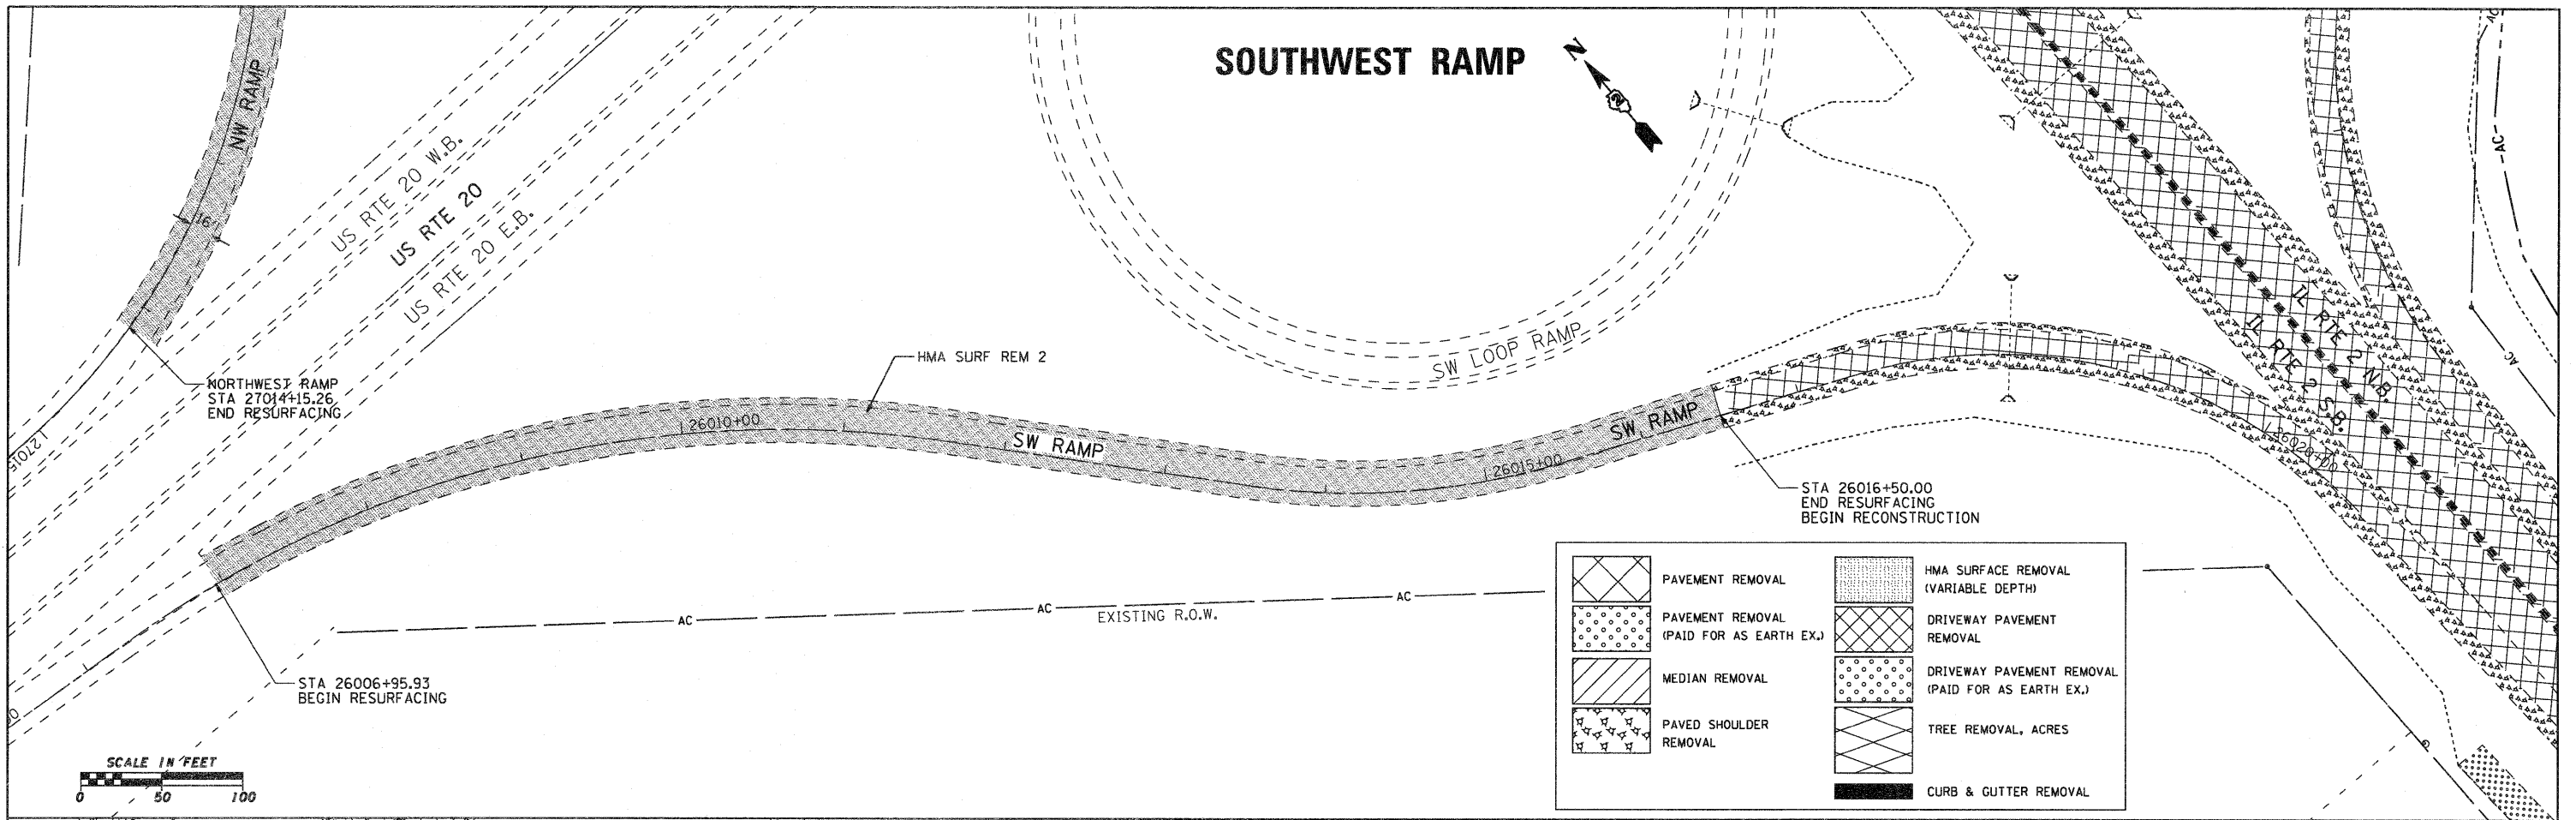 SOUTHWEST RAMP
N
2
NW RAMP
16'
US RTE 20 W.B.
US RTE 20
US RTE 20 E.B.
NORTHWEST RAMP
STA 27014+15.26
END RESURFACING
27015
HMA SURF REM 2
SW LOOP RAMP
26010+00
SW RAMP
26015+00
SW RAMP
IL RTE 2 N.B.
IL RTE 2 S.B.
26020+00
AC
AC
STA 26016+50.00
END RESURFACING
BEGIN RECONSTRUCTION
STA 26006+95.93
BEGIN RESURFACING
AC
AC
AC
EXISTING R.O.W.
SCALE IN FEET
0 50 100
PAVEMENT REMOVAL
PAVEMENT REMOVAL
(PAID FOR AS EARTH EX.)
MEDIAN REMOVAL
PAVED SHOULDER
REMOVAL
HMA SURFACE REMOVAL
(VARIABLE DEPTH)
DRIVEWAY PAVEMENT
REMOVAL
DRIVEWAY PAVEMENT REMOVAL
(PAID FOR AS EARTH EX.)
TREE REMOVAL, ACRES
CURB & GUTTER REMOVAL